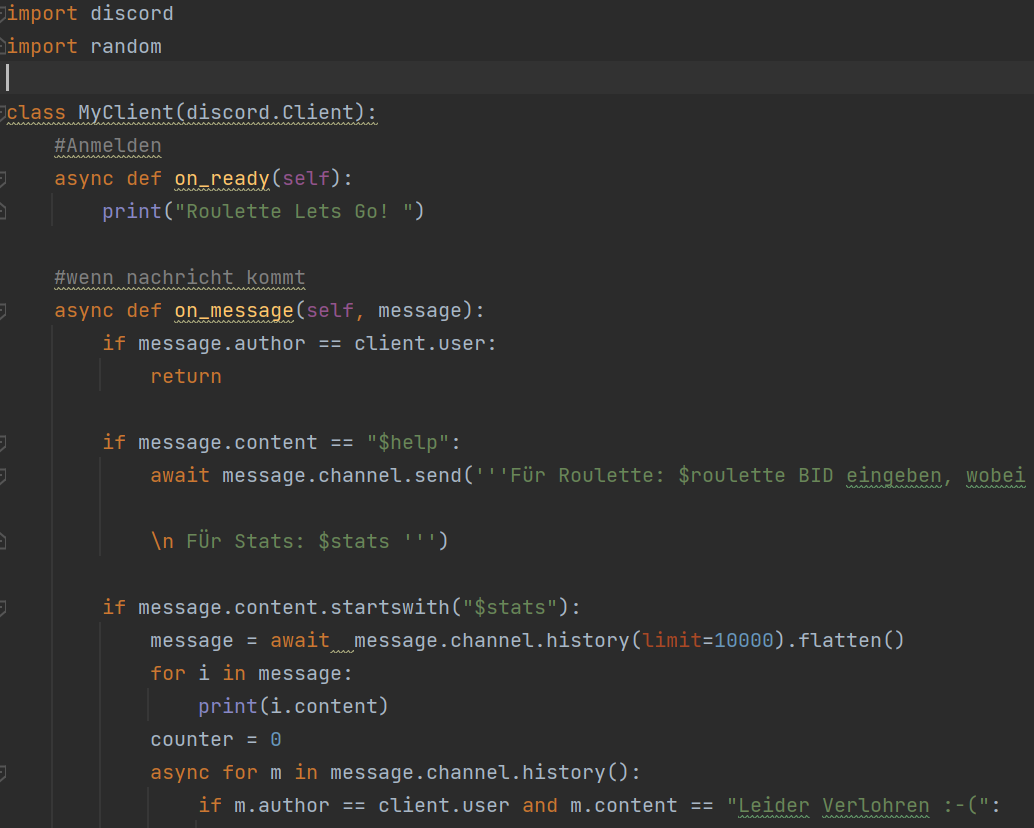 import discord
import random
class MyClient(discord.Client):
#Anmelden
async def on_ready(self):
print("Roulette Lets Go! ")
#wenn nachricht kommt
async def on_message(self, message):
if message.author == client.user:
return
if message.content == "$help":
await message.channel.send('''Für Roulette: $roulette BID eingeben, wobei
\n FÜr Stats: $stats ''')
if message.content.startswith("$stats"):
message = await  message.channel.history(limit=10000).flatten()
for i in message:
print(i.content)
counter = 0
async for m in message.channel.history():
if m.author == client.user and m.content == "Leider Verlohren :-(":